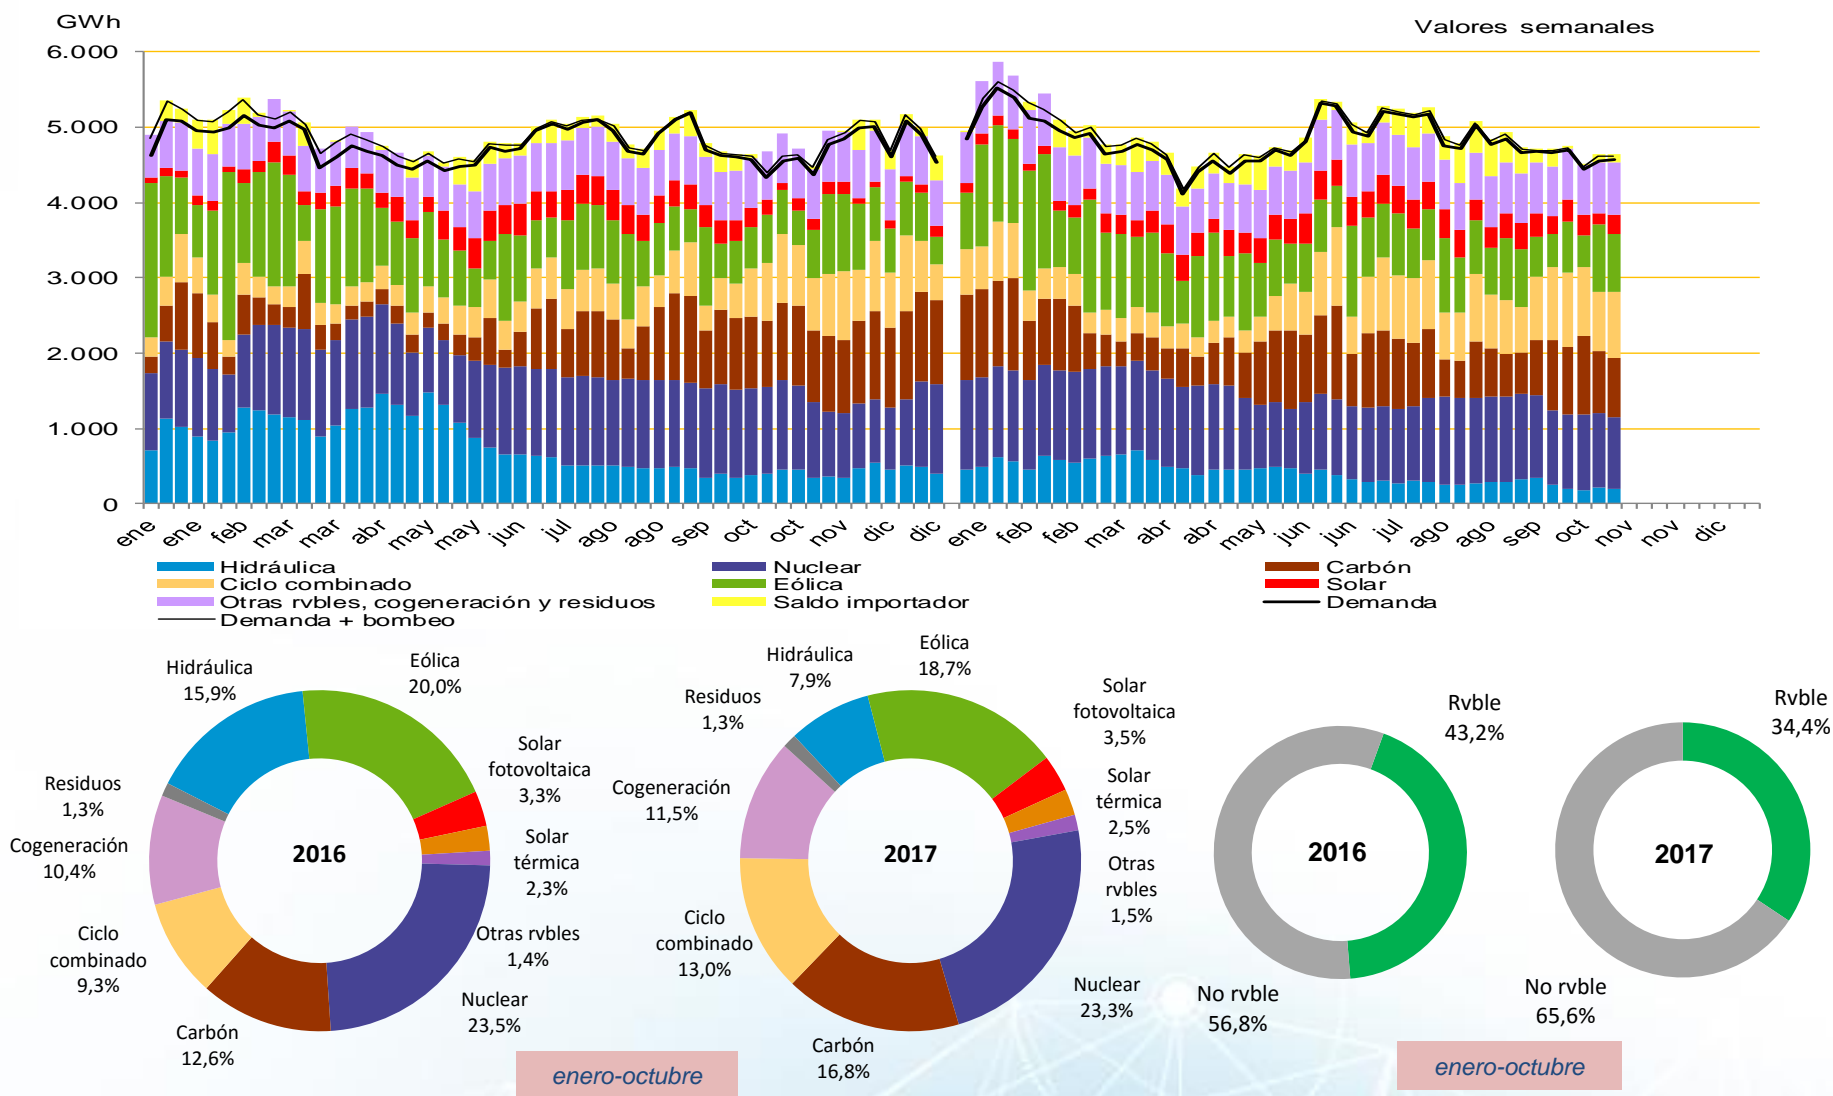 GWh
Valores semanales
6.000
5.000
4.000
3.000
2.000
1.000
0
ene
ene
feb
mar
mar
abr
may
may
jun
jul
ago
ago
sep
oct
oct
nov
dic
dic
ene
feb
feb
mar
abr
abr
may
jun
jun
jul
ago
ago
sep
oct
nov
nov
dic
Hidráulica
Nuclear
Carbón
Ciclo combinado
Eólica
Solar
Otras rvbles, cogeneración y residuos
Saldo importador
Demanda
Demanda + bombeo
Hidráulica
15,9%
Eólica
20,0%
Solar
fotovoltaica
3,3%
Solar
térmica
2,3%
Otras rvbles
1,4%
Nuclear
23,5%
Carbón
12,6%
Ciclo
combinado
9,3%
Cogeneración
10,4%
Residuos
1,3%
2016
Hidráulica
7,9%
Eólica
18,7%
Solar
fotovoltaica
3,5%
Solar
térmica
2,5%
Otras
rvbles
1,5%
Nuclear
23,3%
Carbón
16,8%
Ciclo
combinado
13,0%
Cogeneración
11,5%
Residuos
1,3%
2017
enero-octubre
Rvble
43,2%
2016
No rvble
56,8%
Rvble
34,4%
2017
No rvble
65,6%
enero-octubre